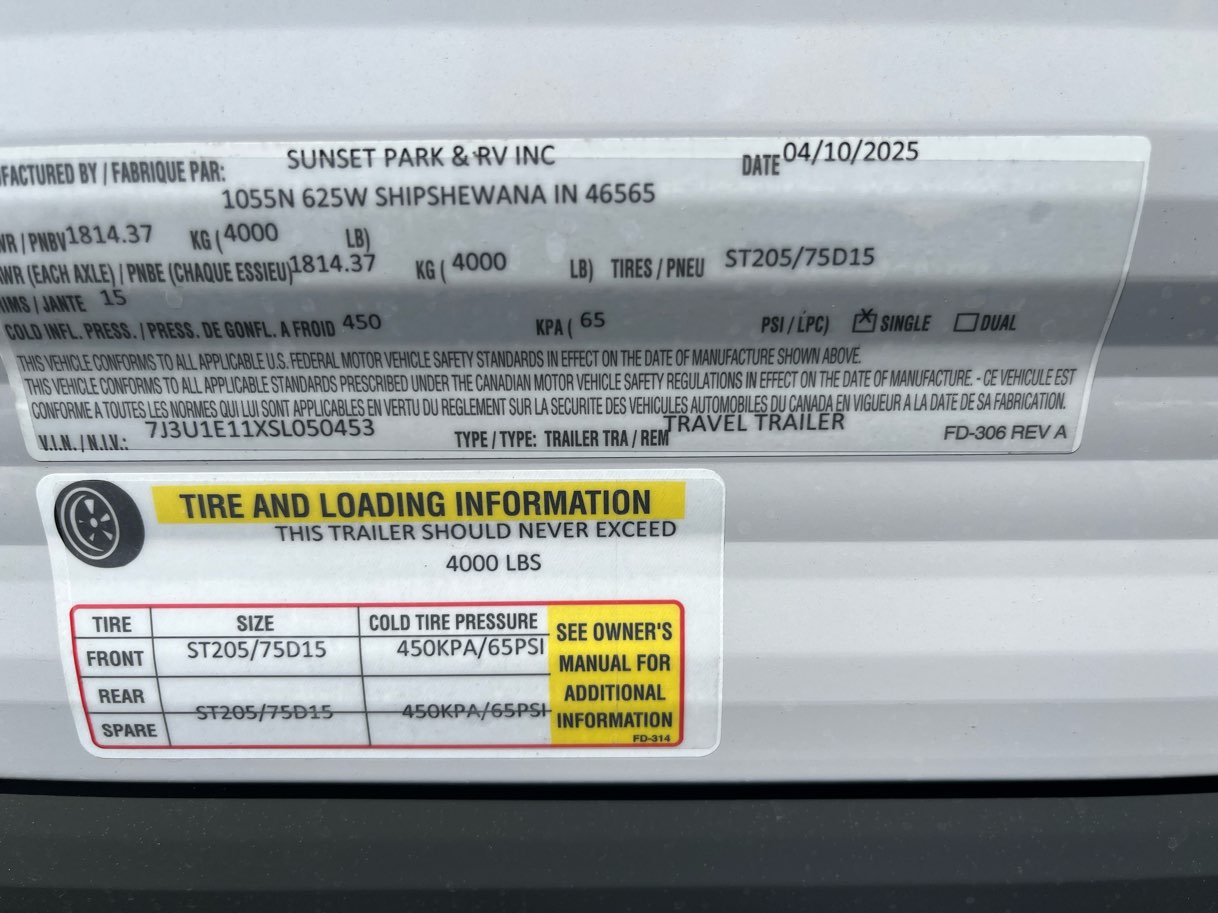 FACTURED BY / FABRIQUE PAR: SUNSET PARK & RV INC DATE 04/10/2025
1055N 625W SHIPSHEWANA IN 46565
WR / PNBV 1814.37 KG ( 4000 LB)
WR (EACH AXLE) / PNBE (CHAQUE ESSIEU) 1814.37 KG ( 4000 LB) TIRES / PNEU ST205/75D15
IMS / JANTE 15
COLD INFL. PRESS. / PRESS. DE GONFL. A FROID 450 KPA ( 65 PSI / LPC) ☒ SINGLE ☐ DUAL
THIS VEHICLE CONFORMS TO ALL APPLICABLE U.S. FEDERAL MOTOR VEHICLE SAFETY STANDARDS IN EFFECT ON THE DATE OF MANUFACTURE SHOWN ABOVE.
THIS VEHICLE CONFORMS TO ALL APPLICABLE STANDARDS PRESCRIBED UNDER THE CANADIAN MOTOR VEHICLE SAFETY REGULATIONS IN EFFECT ON THE DATE OF MANUFACTURE. - CE VEHICULE EST
CONFORME A TOUTES LES NORMES QUI LUI SONT APPLICABLES EN VERTU DU REGLEMENT SUR LA SECURITE DES VEHICULES AUTOMOBILES DU CANADA EN VIGUEUR A LA DATE DE SA FABRICATION.
V.I.N. / N.I.V.: 7J3U1E11XSL050453 TYPE / TYPE: TRAILER TRA / REM TRAVEL TRAILER FD-306 REV A
TIRE AND LOADING INFORMATION
THIS TRAILER SHOULD NEVER EXCEED
4000 LBS
TIRE SIZE COLD TIRE PRESSURE
FRONT ST205/75D15 450KPA/65PSI
REAR
SPARE ST205/75D15 450KPA/65PSI
SEE OWNER'S
MANUAL FOR
ADDITIONAL
INFORMATION
FD-314